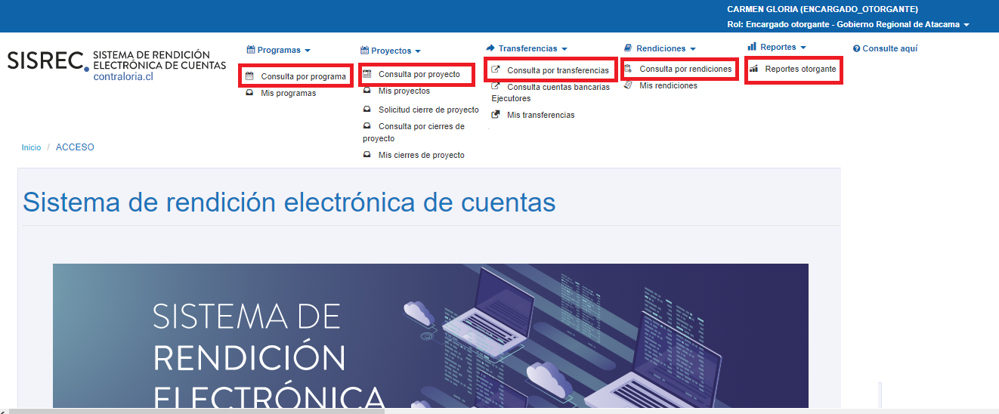 CARMEN GLORIA (ENCARGADO_OTORGANTE)
Rol: Encargado otorgante - Gobierno Regional de Atacama
SISREC.
SISTEMA DE RENDICIÓN
ELECTRÓNICA DE CUENTAS
contraloria.cl
Programas
Consulta por programa
Mis programas
Proyectos
Consulta por proyecto
Mis proyectos
Solicitud cierre de proyecto
Consulta por cierres de
proyecto
Mis cierres de proyecto
Transferencias
Consulta por transferencias
Consulta cuentas bancarias
Ejecutores
Mis transferencias
Rendiciones
Consulta por rendiciones
Mis rendiciones
Reportes
Reportes otorgante
Consulte aquí
Inicio / ACCESO
Sistema de rendición electrónica de cuentas
SISTEMA DE
RENDICIÓN
ELECTRÓNICA